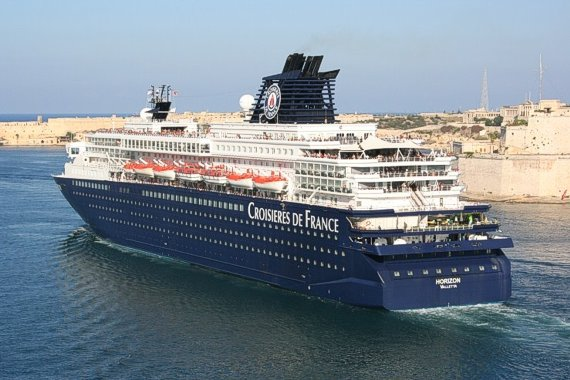 CROISIERES DE FRANCE
HORIZON
VALLETTA